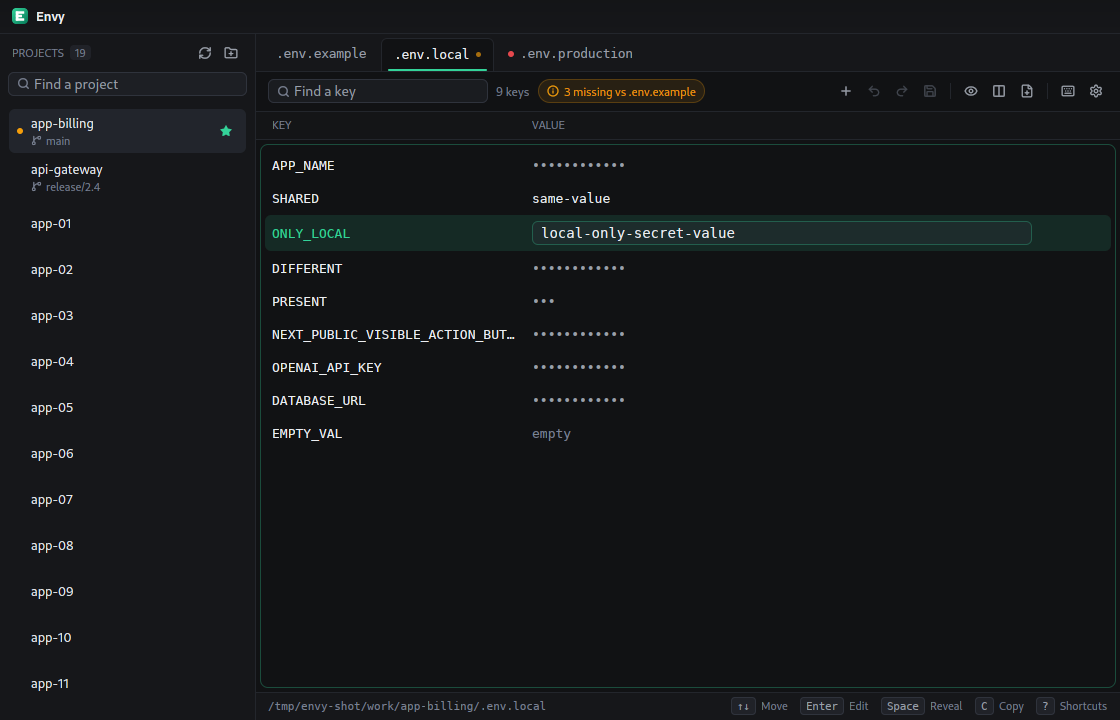 Envy
PROJECTS 19
Find a project
app-billing
main
api-gateway
release/2.4
app-01
app-02
app-03
app-04
app-05
app-06
app-07
app-08
app-09
app-10
app-11
.env.example .env.local .env.production
Find a key 9 keys 3 missing vs .env.example
KEY VALUE
APP_NAME ••••••••••••
SHARED same-value
ONLY_LOCAL local-only-secret-value
DIFFERENT ••••••••••••
PRESENT •••
NEXT_PUBLIC_VISIBLE_ACTION_BUT… ••••••••••••
OPENAI_API_KEY ••••••••••••
DATABASE_URL ••••••••••••
EMPTY_VAL empty
/tmp/envy-shot/work/app-billing/.env.local ↑↓ Move Enter Edit Space Reveal C Copy ? Shortcuts